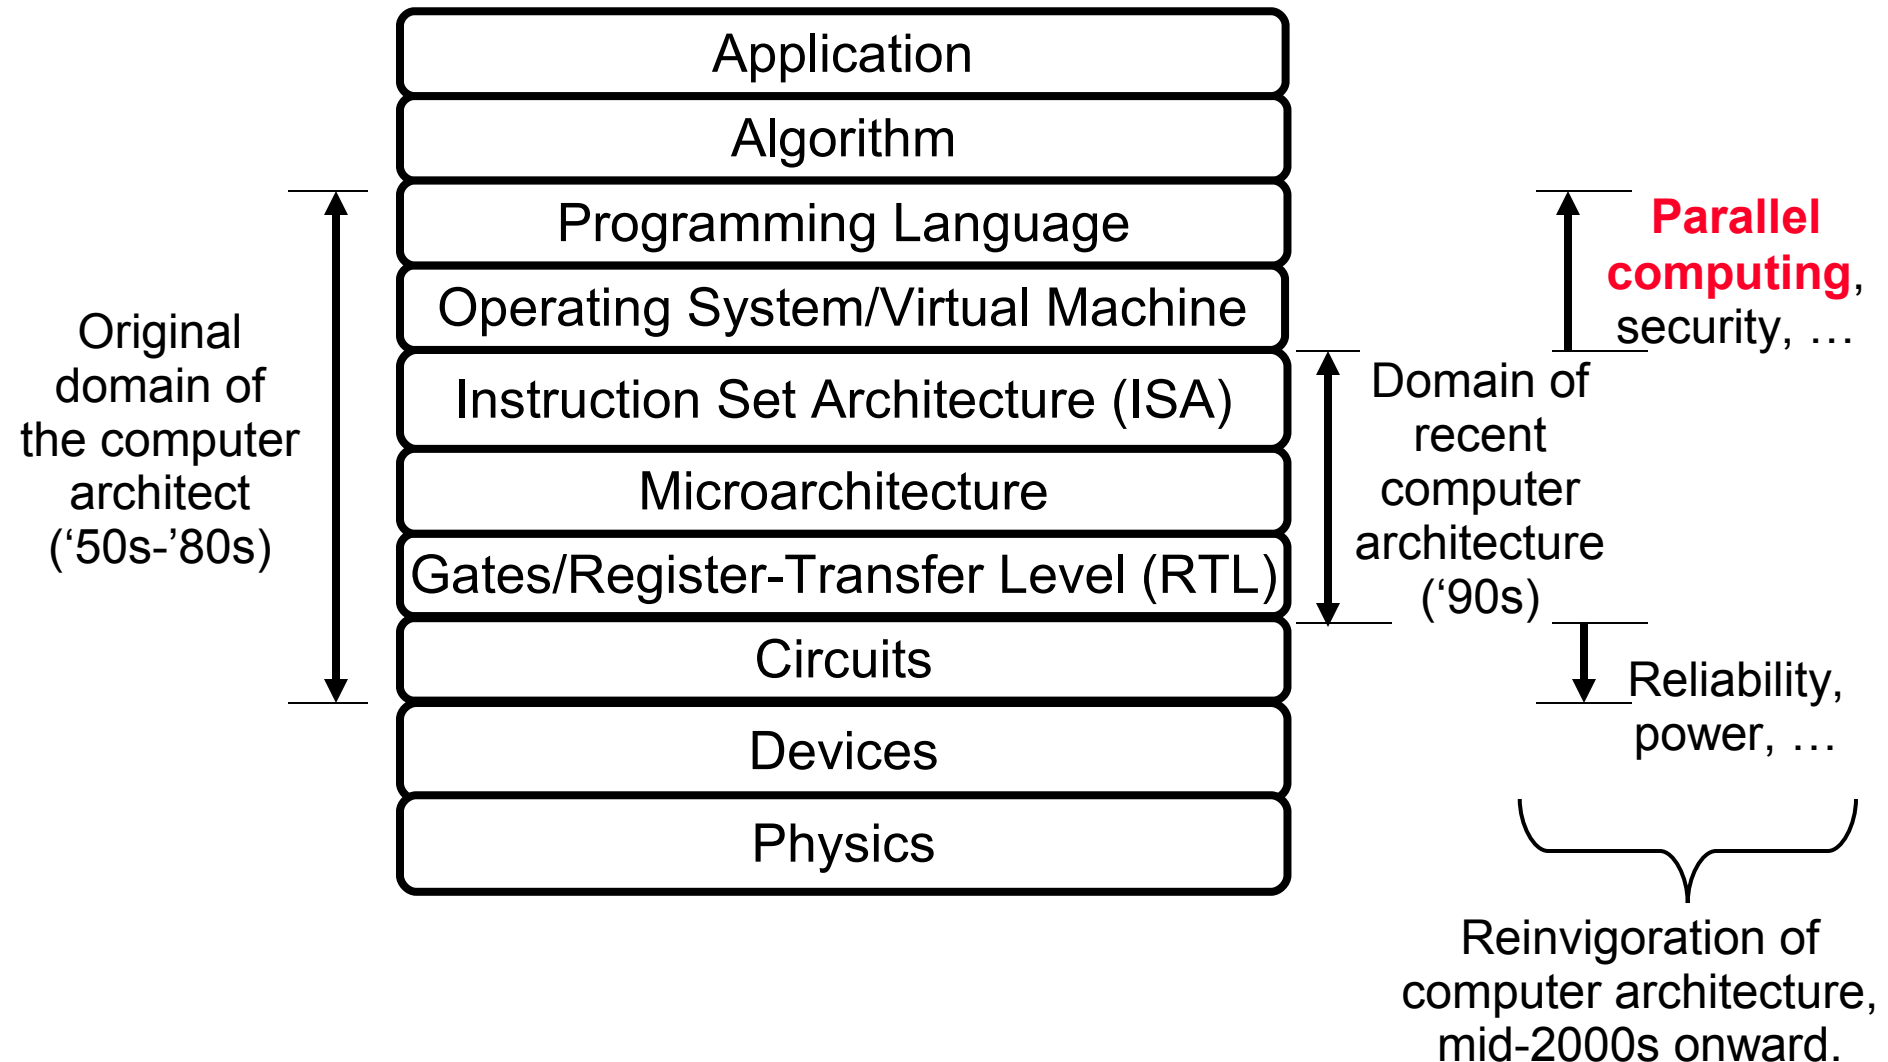 Application
Algorithm
Programming Language
Operating System/Virtual Machine
Instruction Set Architecture (ISA)
Microarchitecture
Gates/Register-Transfer Level (RTL)
Circuits
Devices
Physics
Original
domain of
the computer
architect
(‘50s-’80s)
Domain of
recent
computer
architecture
(‘90s)
Parallel
computing,
security, …
Reliability,
power, …
Reinvigoration of
computer architecture,
mid-2000s onward.